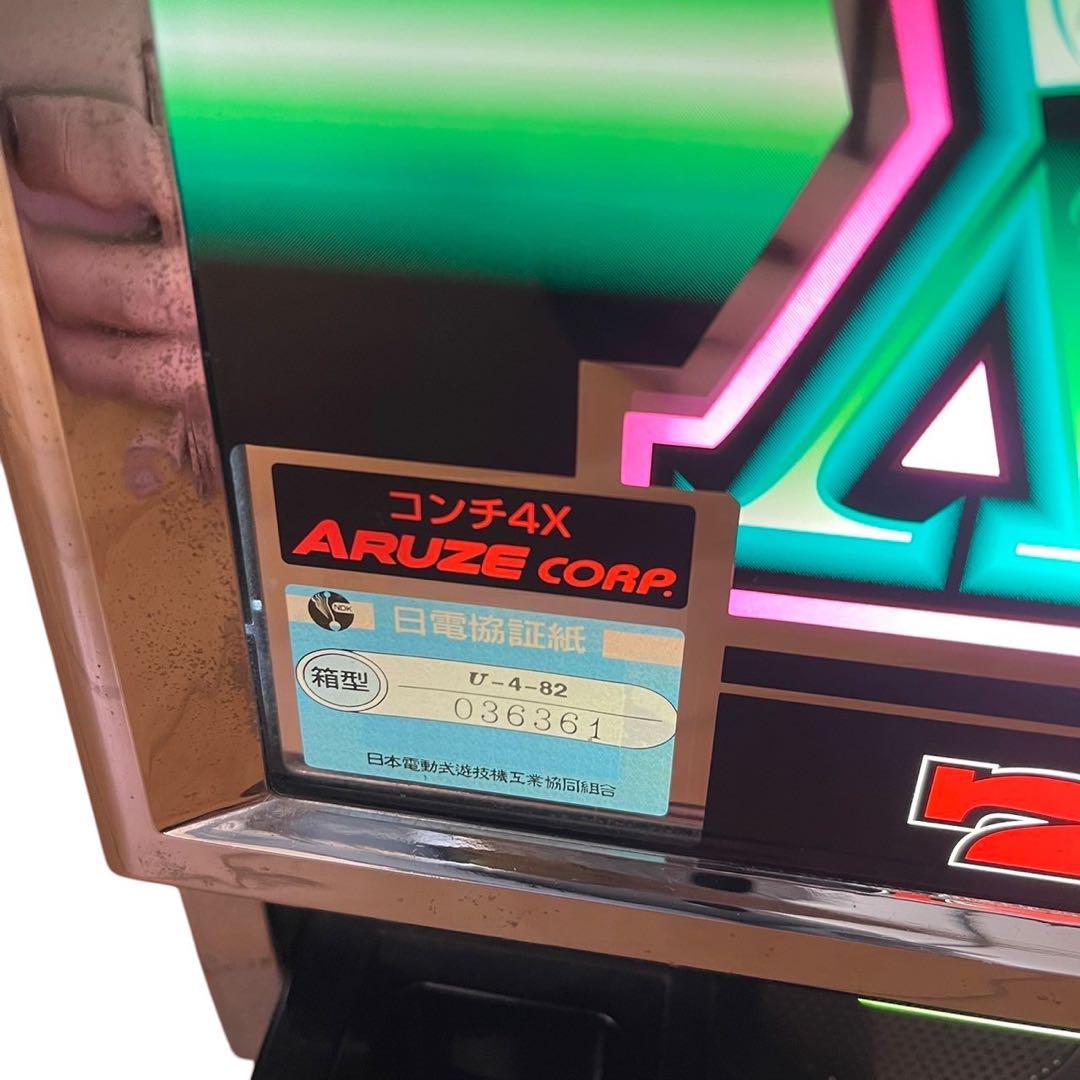 コンチ4X
ARUZE CORP.
NDK
日電協証紙
箱型
U-4-82
036361
日本電動式遊技機工業協同組合
7